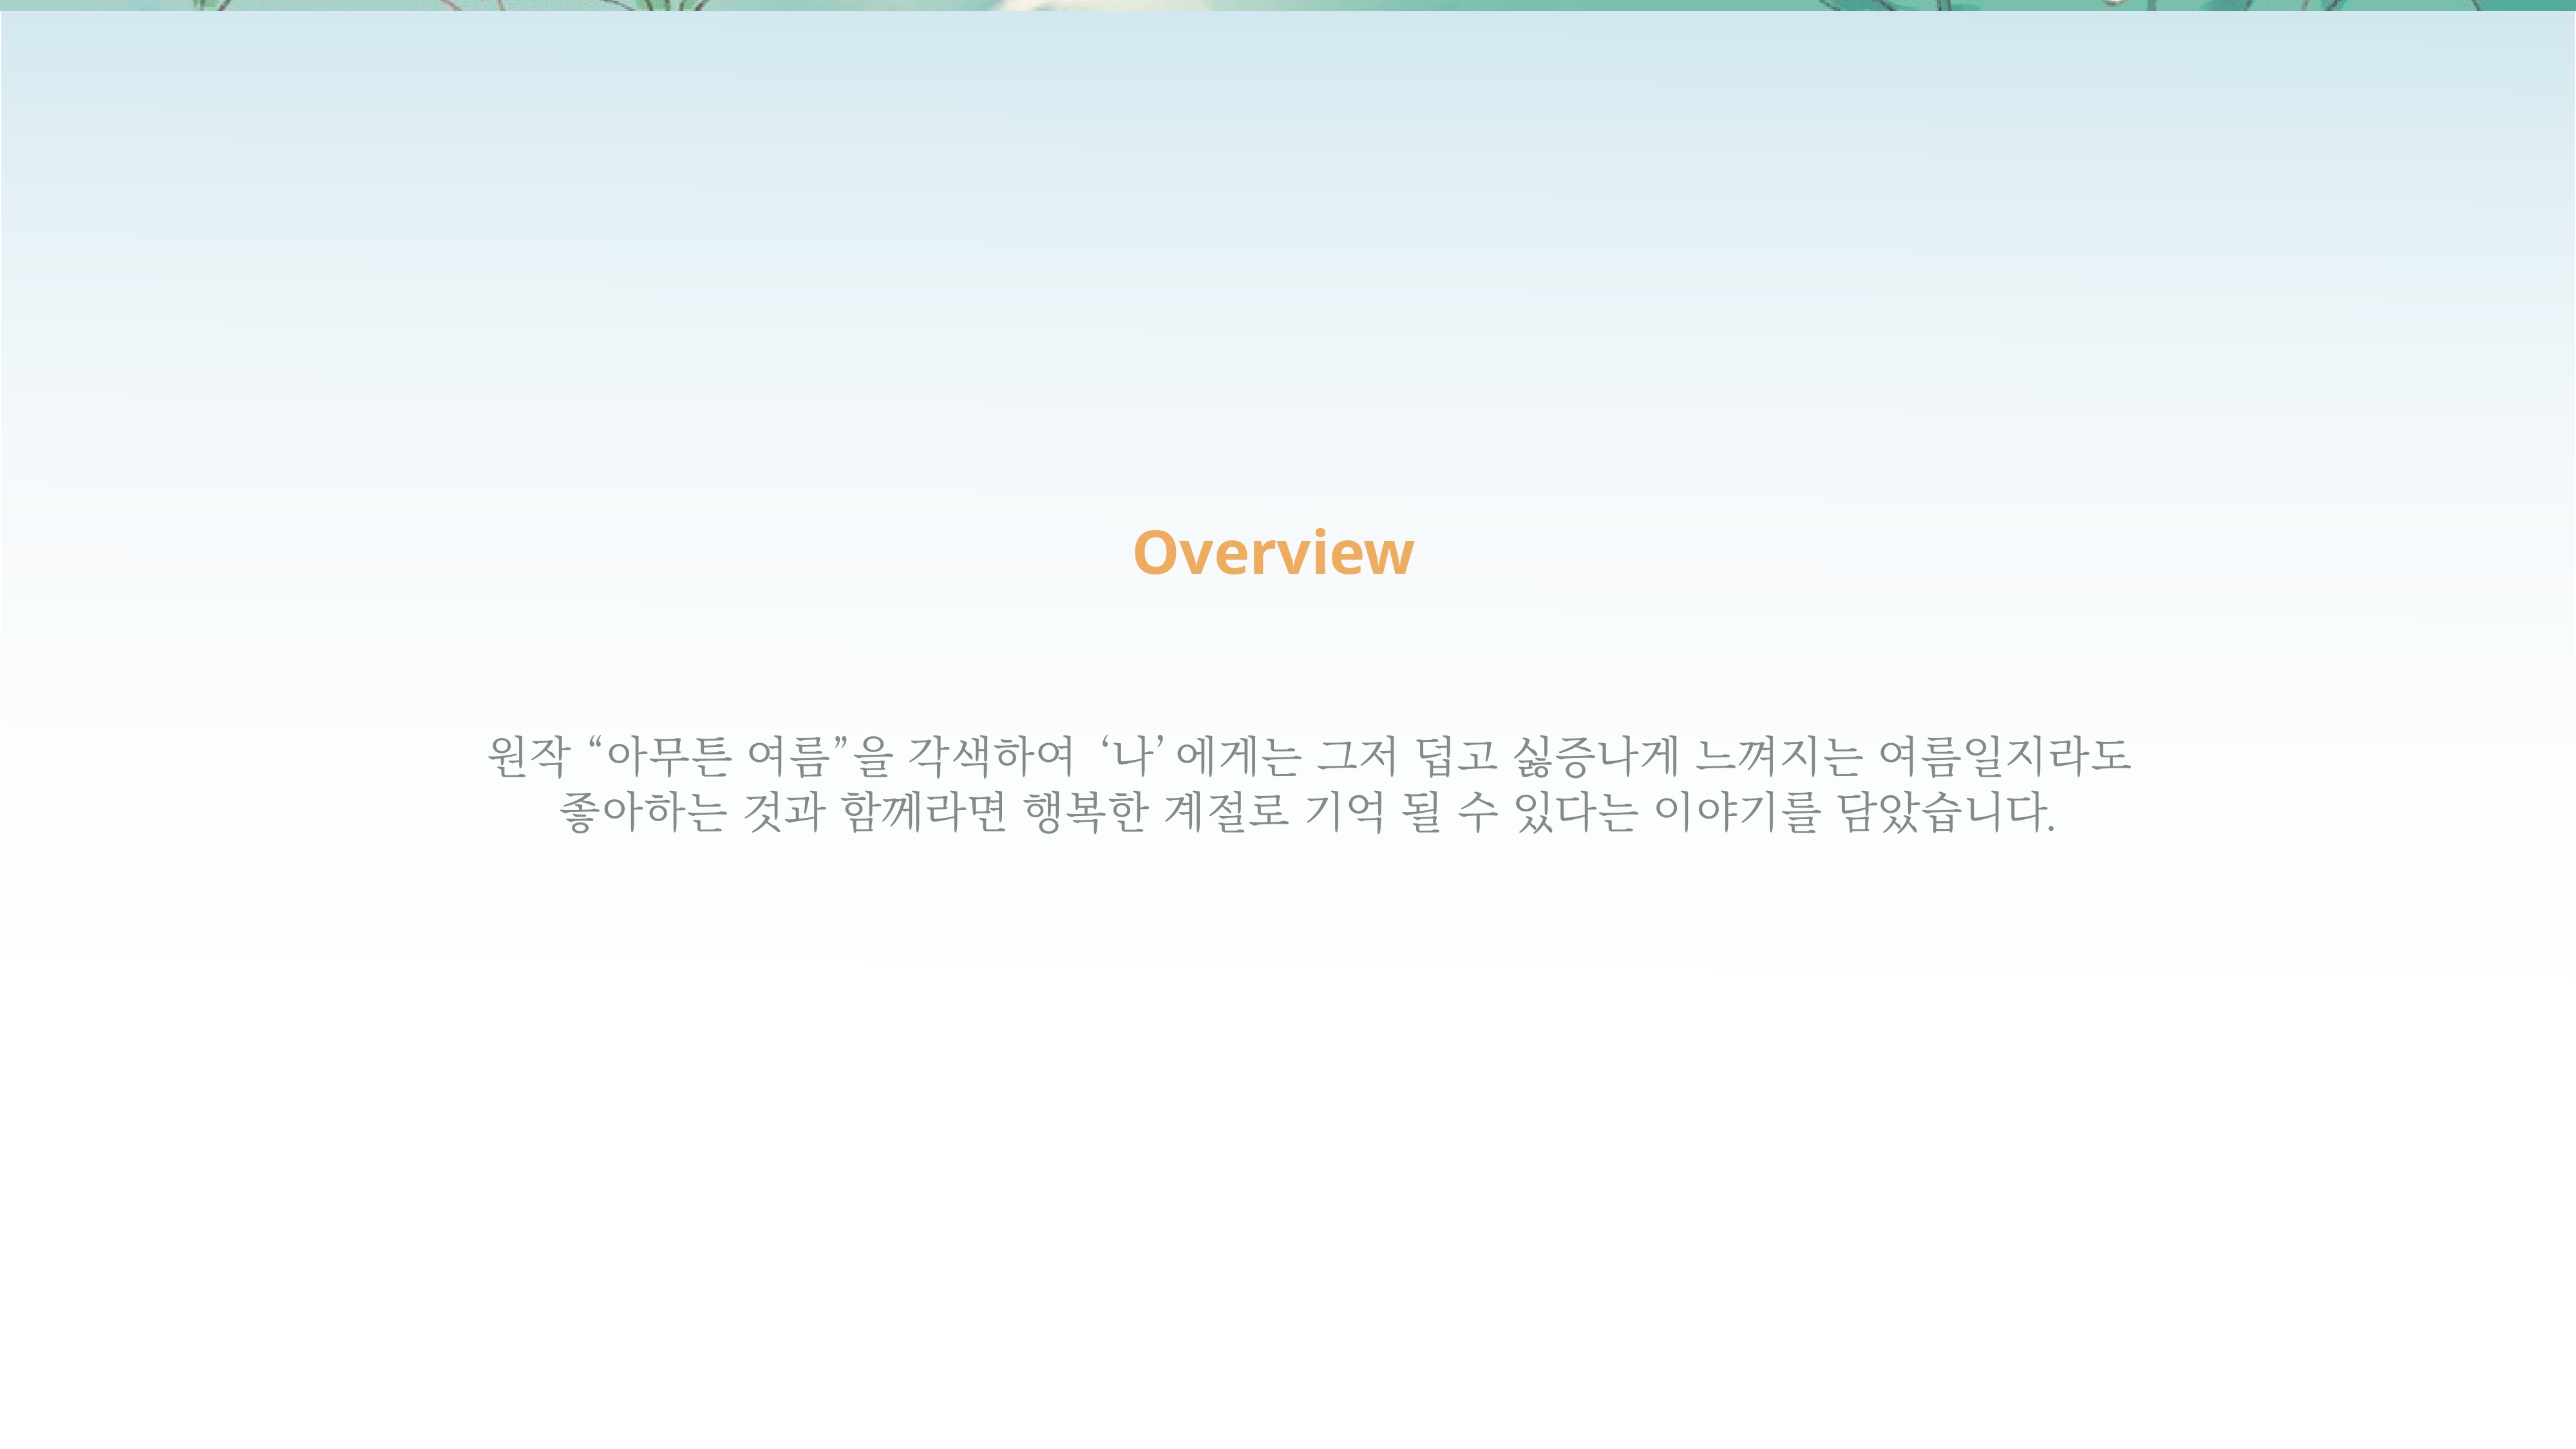 Overview
원작 “아무튼 여름”을 각색하여 ‘나’ 에게는 그저 덥고 싫증나게 느껴지는 여름일지라도
좋아하는 것과 함께라면 행복한 계절로 기억 될 수 있다는 이야기를 담았습니다.